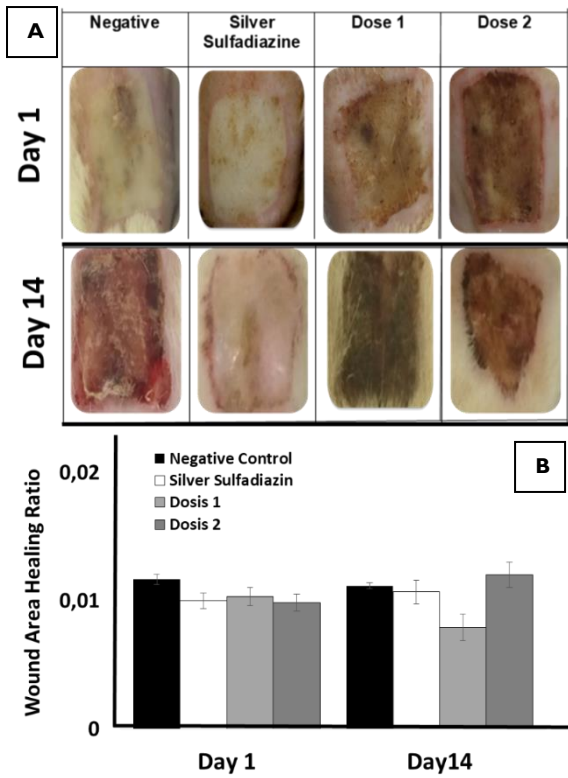 A
Negative
Silver
Sulfadiazine
Dose 1
Dose 2
Day 1
Day 14
B
Wound Area Healing Ratio
0,02
0,01
0
Negative Control
Silver Sulfadiazin
Dosis 1
Dosis 2
Day 1
Day14